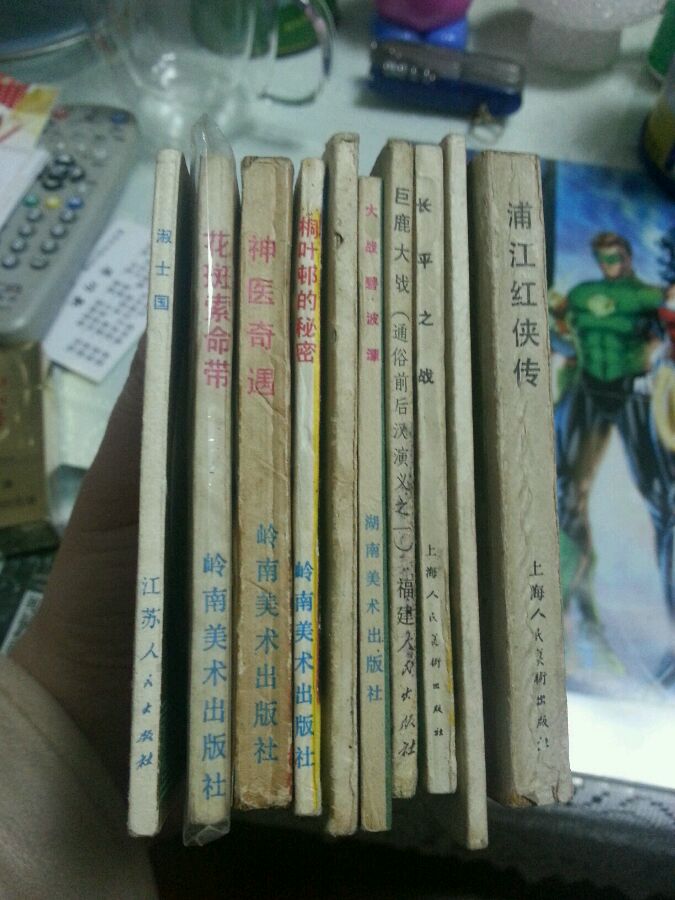 淑士国
江苏人民出版社
花斑索命带
岭南美术出版社
神医奇遇
岭南美术出版社
桐叶邨的秘密
岭南美术出版社
大战碧波潭
湖南美术出版社
巨鹿大战（通俗前后汉演义之一〇）
福建人民出版社
长平之战
上海人民美術出版社
浦江红侠传
上海人民美術出版社